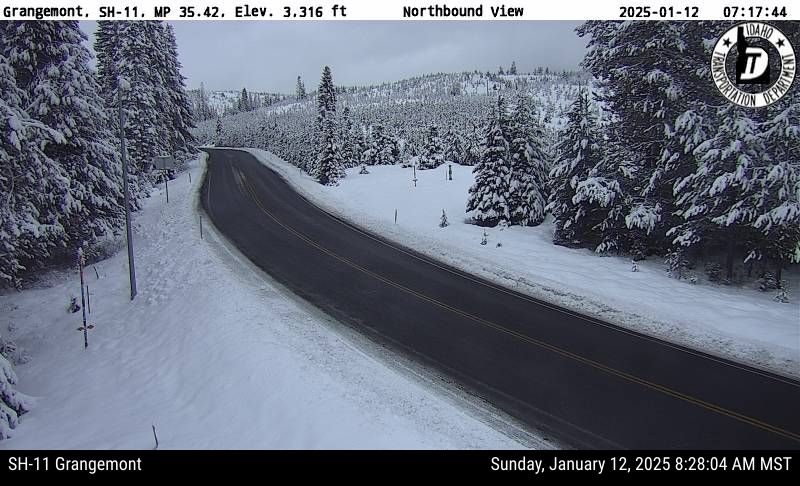 Grangemont, SH-11, MP 35.42, Elev. 3,316 ft Northbound View 2025-01-12 07:17:44
IDAHO
TRANSPORTATION DEPARTMENT
SH-11 Grangemont Sunday, January 12, 2025 8:28:04 AM MST